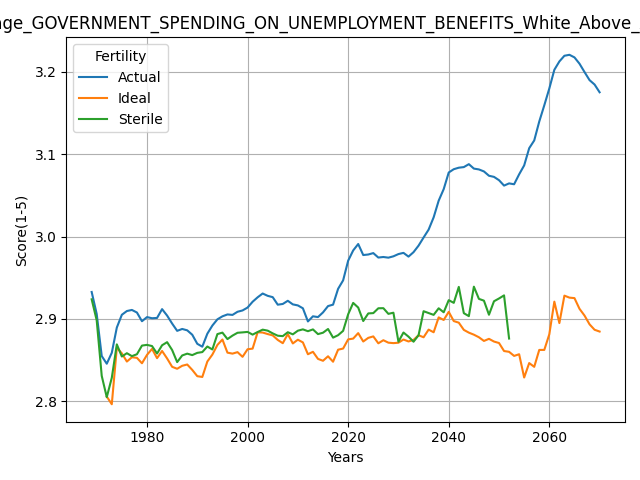 GOVERNMENT_SPENDING_ON_UNEMPLOYMENT_BENEFITS_White_Above_
Fertility
Actual
Ideal
Sterile
Score(1-5)
3.2
3.1
3.0
2.9
2.8
1980 2000 2020 2040 2060
Years